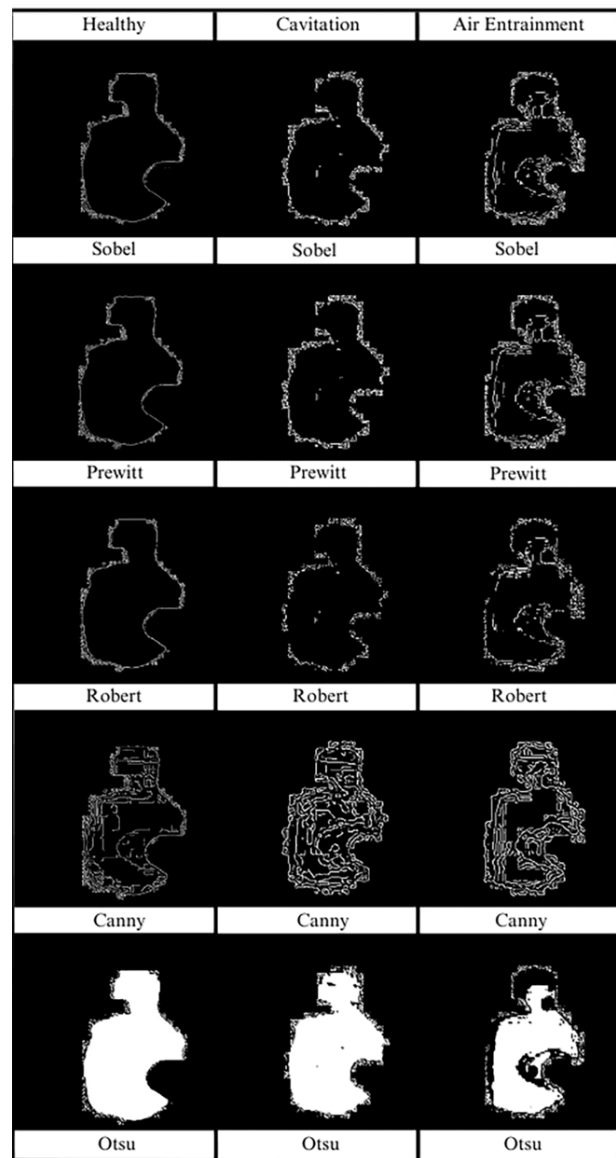 Healthy Cavitation Air Entrainment
Sobel Sobel Sobel
Prewitt Prewitt Prewitt
Robert Robert Robert
Canny Canny Canny
Otsu Otsu Otsu